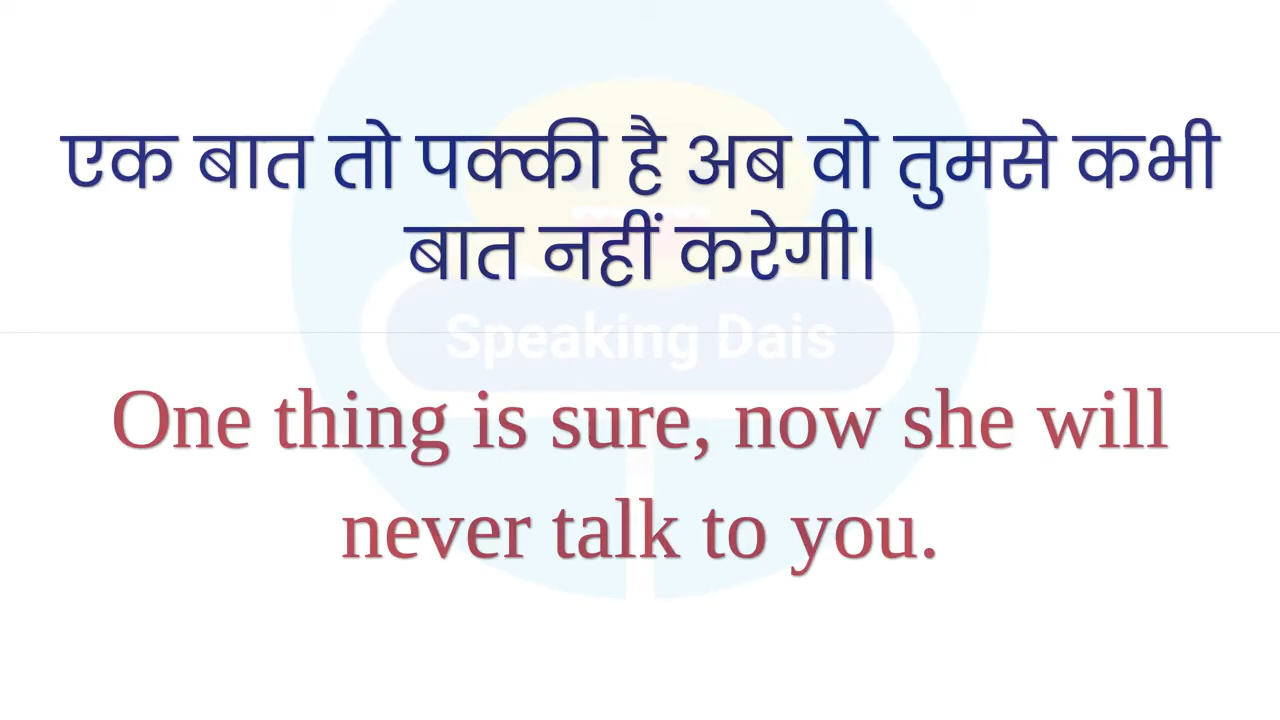 एक बात तो पक्की है अब वो तुमसे कभी
बात नहीं करेगी।
Speaking Dais
One thing is sure, now she will
never talk to you.